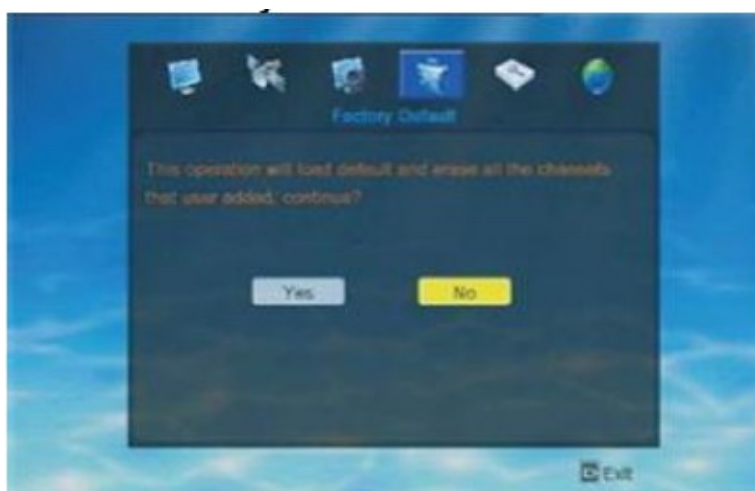 Factory Default
This operation will load default and erase all the channels
that user added, continue?
Yes
No
Exit